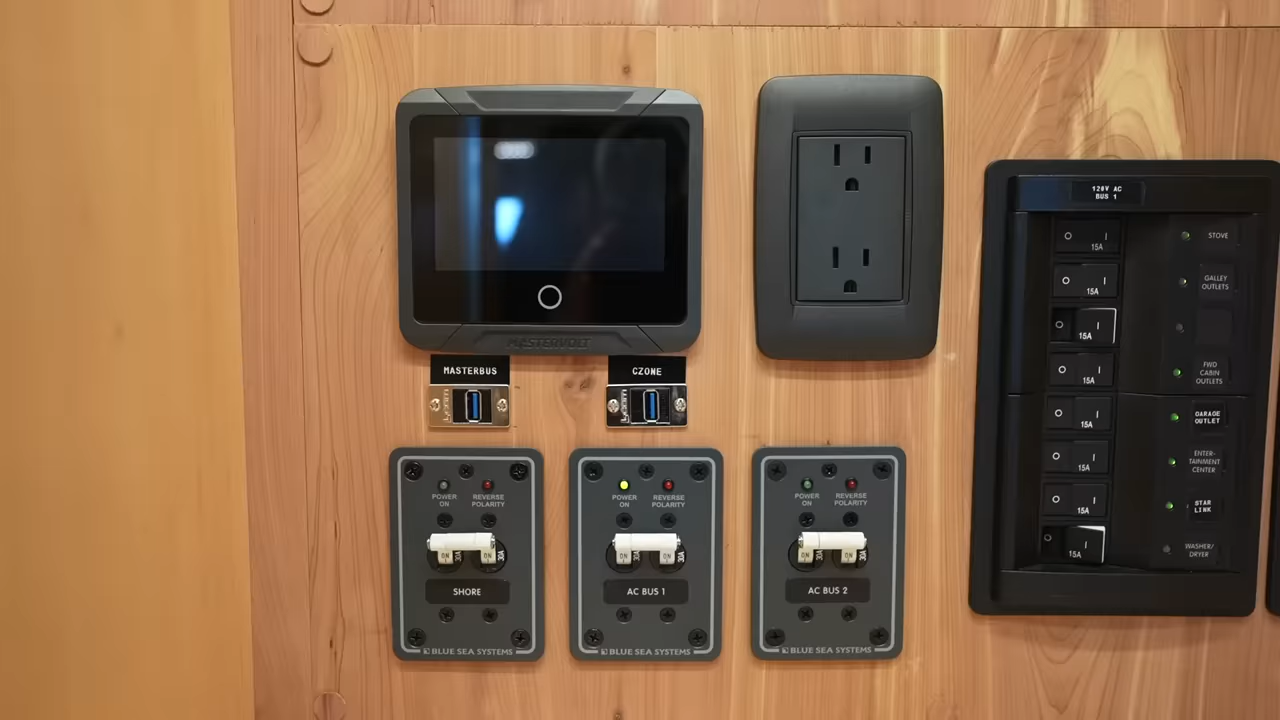 MASTERVOLT
MASTERBUS
CZONE
POWER
ON
REVERSE
POLARITY
ON
30A
ON
30A
SHORE
BLUE SEA SYSTEMS
POWER
ON
REVERSE
POLARITY
ON
30A
ON
30A
AC BUS 1
BLUE SEA SYSTEMS
POWER
ON
REVERSE
POLARITY
ON
30A
ON
30A
AC BUS 2
BLUE SEA SYSTEMS
120V AC
BUS 1
15A
STOVE
15A
GALLEY
OUTLETS
15A
15A
FWD
CABIN
OUTLETS
15A
GARAGE
OUTLET
15A
ENTER-
TAINMENT
CENTER
15A
STAR
LINK
15A
WASHER/
DRYER